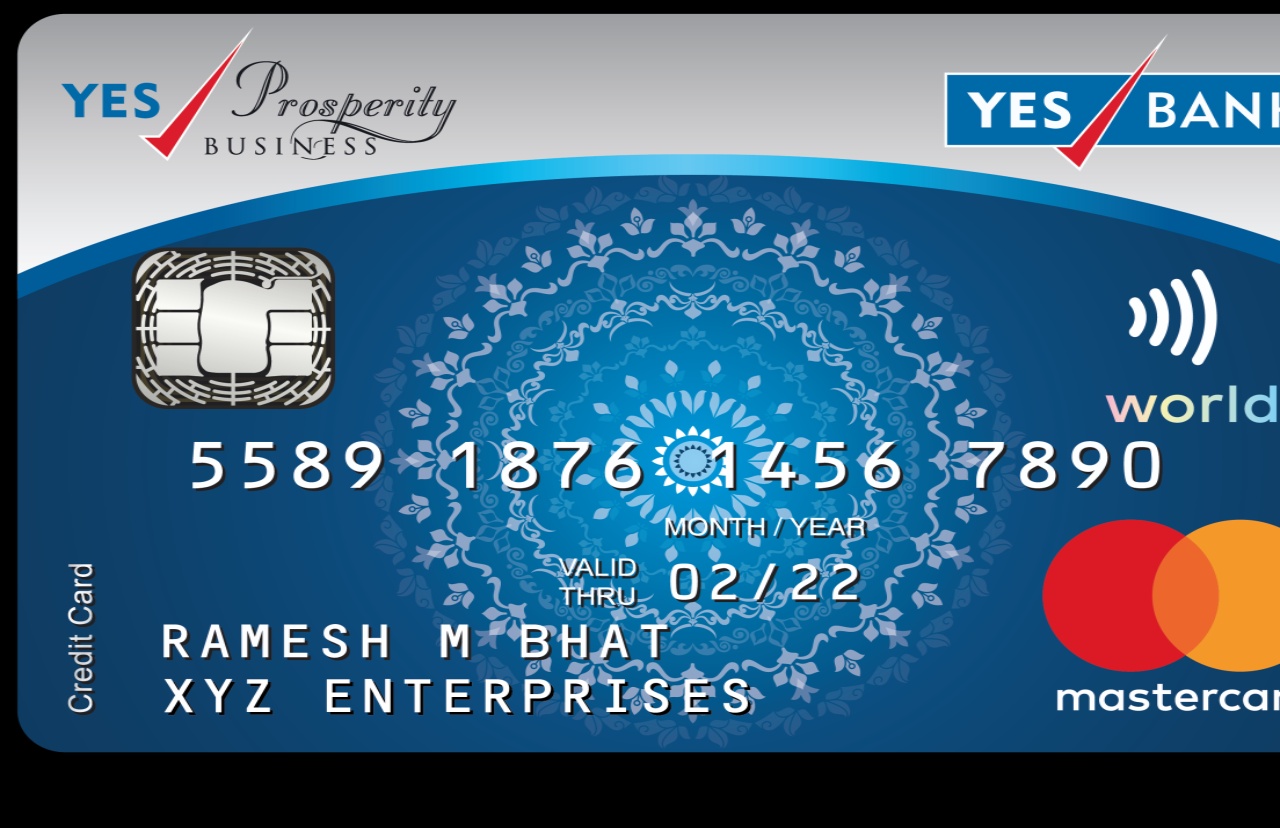 YES Prosperity
BUSINESS
YES BANK
world
5589 1876 1456 7890
MONTH / YEAR
VALID
THRU
02/22
Credit Card
RAMESH M BHAT
XYZ ENTERPRISES
mastercar